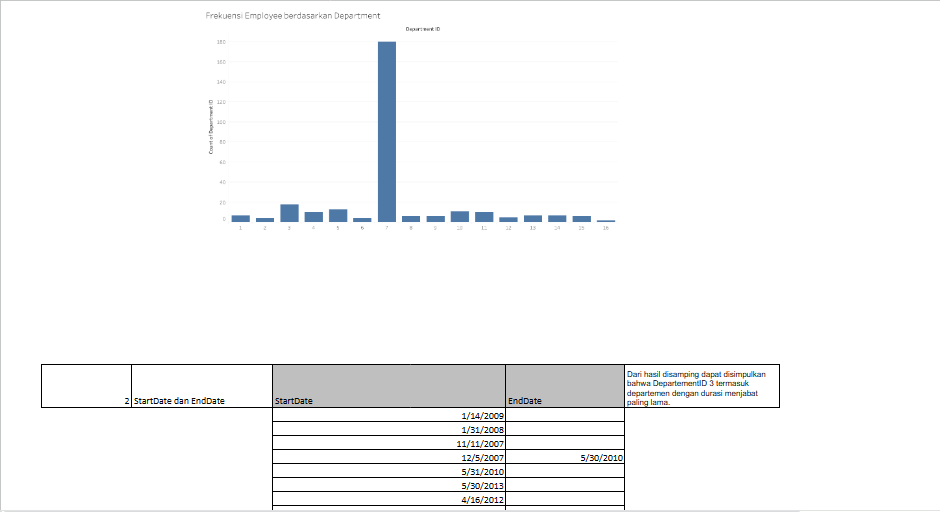 Frekuensi Employee berdasarkan Department
Department ID
Count of Department ID
180
160
140
120
100
80
60
40
20
0
1 2 3 4 5 6 7 8 9 10 11 12 13 14 15 16
2 StartDate dan EndDate StartDate EndDate
Dari hasil disamping dapat disimpulkan
bahwa DepartementID 3 termasuk
departemen dengan durasi menjabat
paling lama.
1/14/2009
1/31/2008
11/11/2007
12/5/2007 5/30/2010
5/31/2010
5/30/2013
4/16/2012